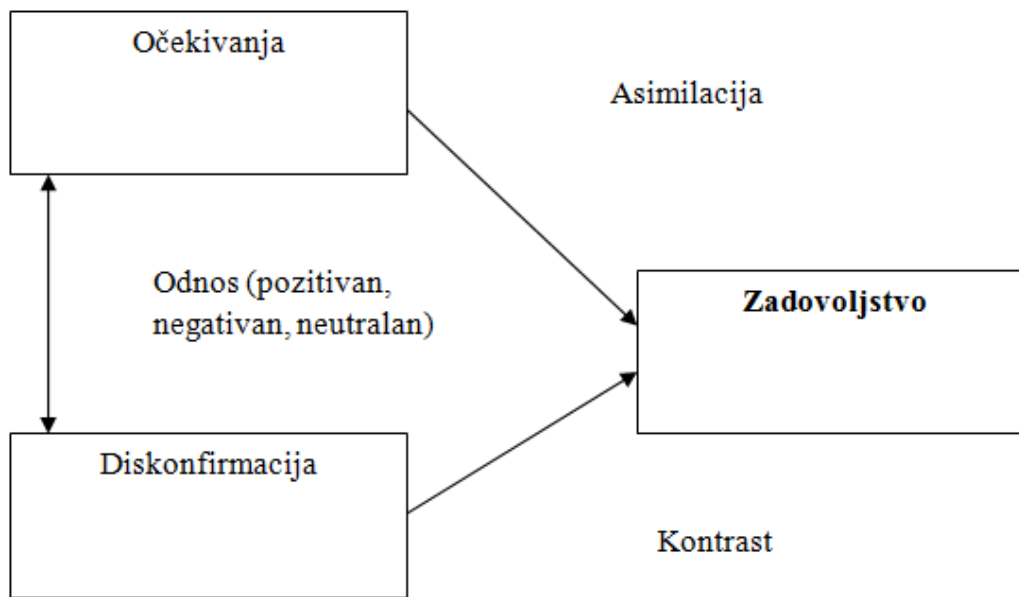 Očekivanja
Asimilacija
Odnos (pozitivan,
negativan, neutralan)
Zadovoljstvo
Diskonfirmacija
Kontrast